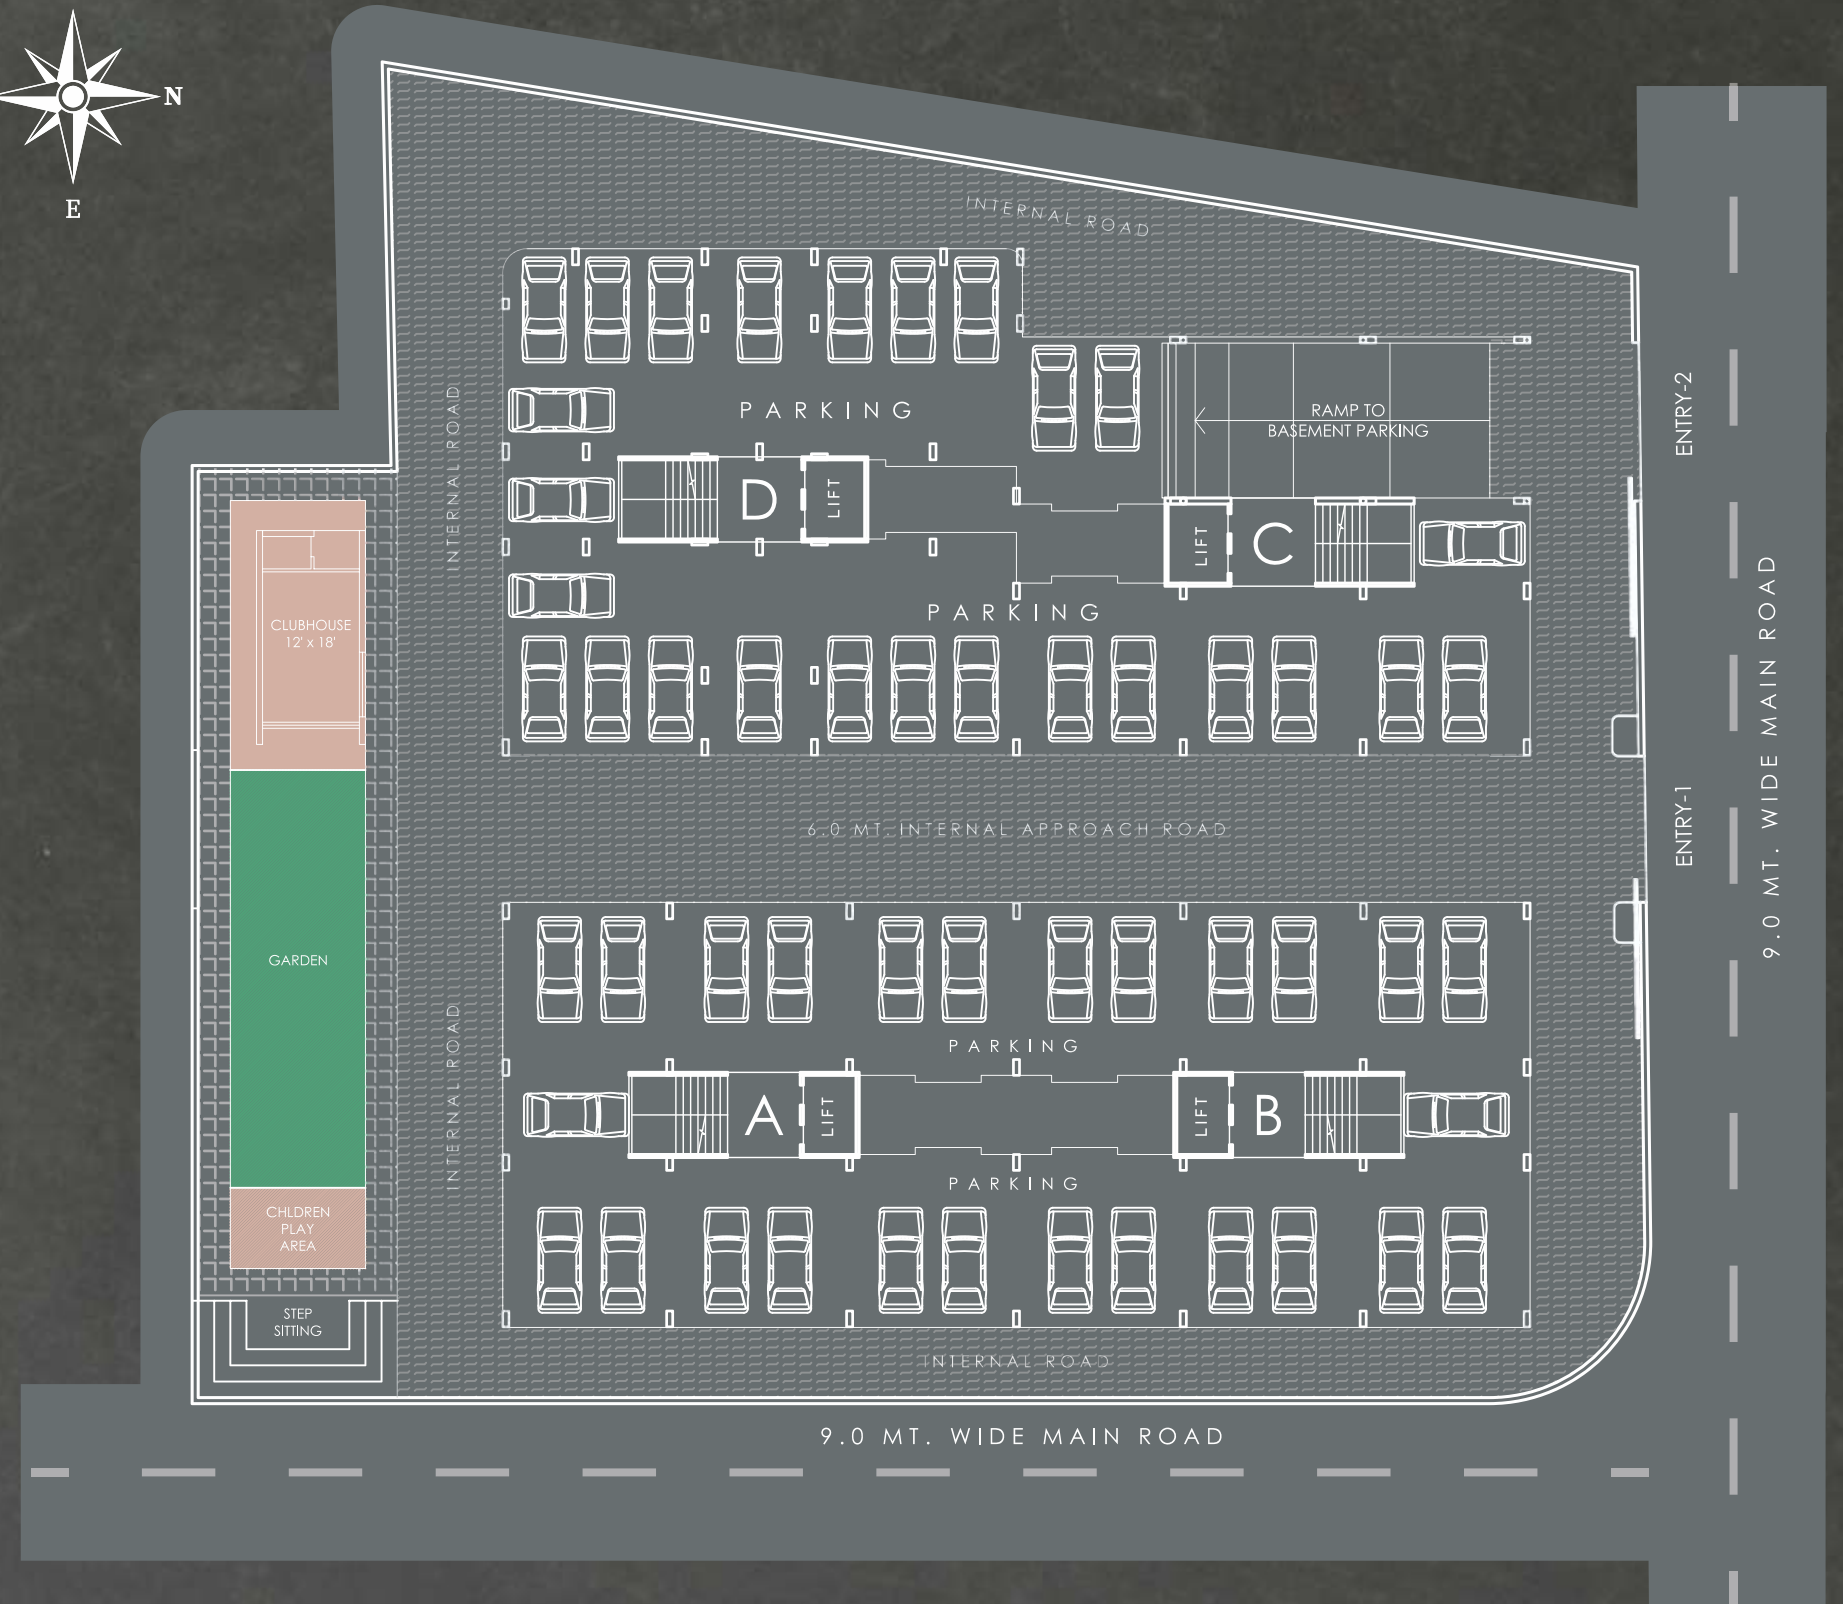 N
E
INTERNAL ROAD
INTERNAL ROAD
PARKING
RAMP TO
BASEMENT PARKING
ENTRY-2
D
LIFT
LIFT
C
PARKING
CLUBHOUSE
12' x 18'
9.0 MT. WIDE MAIN ROAD
6.0 MT. INTERNAL APPROACH ROAD
ENTRY-1
GARDEN
INTERNAL ROAD
PARKING
A
LIFT
LIFT
B
PARKING
CHLDREN
PLAY
AREA
STEP
SITTING
INTERNAL ROAD
9.0 MT. WIDE MAIN ROAD